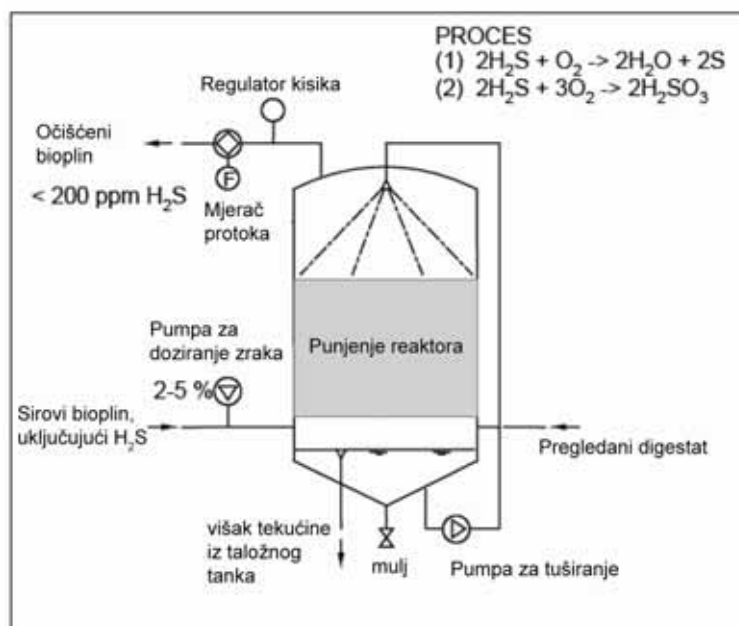 PROCES
(1) 2H₂S + O₂ -> 2H₂O + 2S
(2) 2H₂S + 3O₂ -> 2H₂SO₃
Regulator kisika
Očišćeni
bioplin
< 200 ppm H₂S
F
Mjerač
protoka
Pumpa za
doziranje zraka
2-5 %
Punjenje reaktora
Sirovi bioplin,
uključujući H₂S
Pregledani digestat
višak tekućine
iz taložnog
tanka
mulj
Pumpa za tuširanje